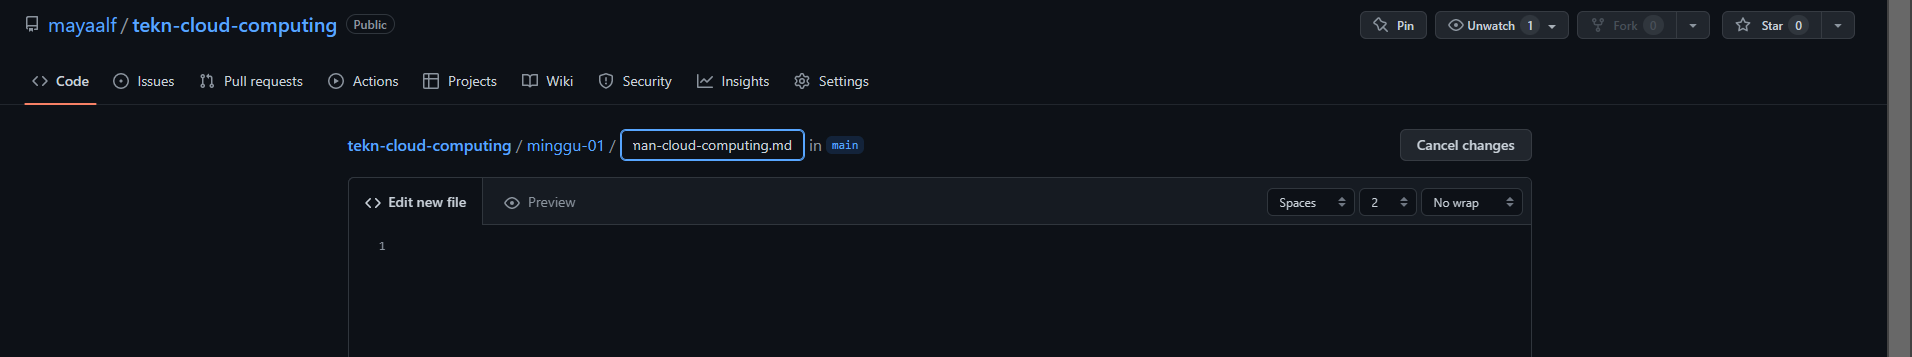 mayaalf / tekn-cloud-computing Public
Pin Unwatch 1 Fork 0 Star 0
Code Issues Pull requests Actions Projects Wiki Security Insights Settings
tekn-cloud-computing / minggu-01 / nan-cloud-computing.md in main Cancel changes
Edit new file Preview Spaces 2 No wrap
1